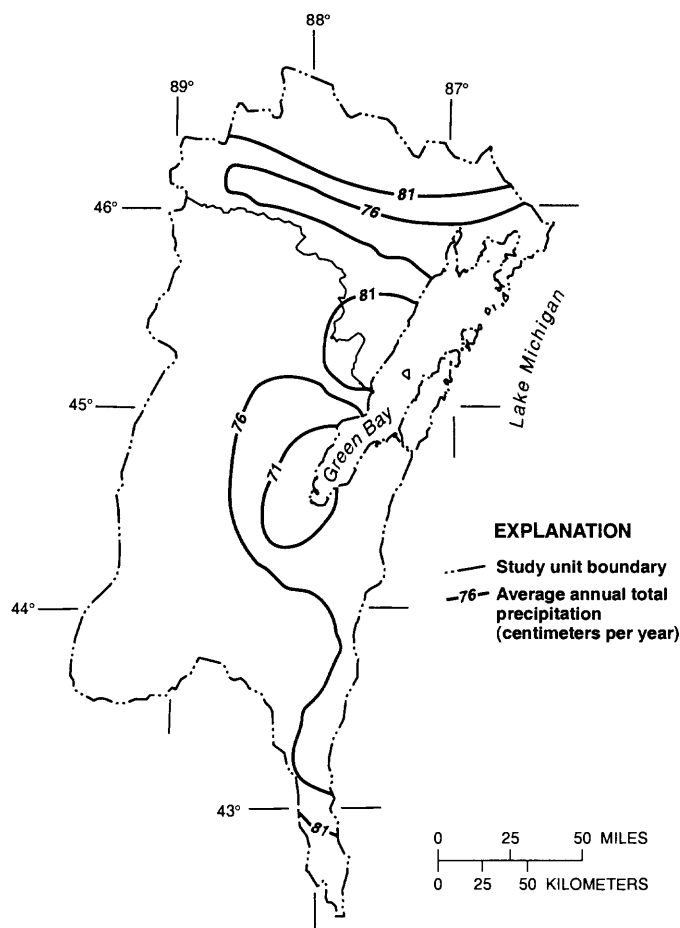 88°
89°
87°
81
46°
76
81
Lake Michigan
45°
76
Green Bay
71
EXPLANATION
Study unit boundary
44°
76 Average annual total
precipitation
(centimeters per year)
43°
81
0 25 50 MILES
0 25 50 KILOMETERS